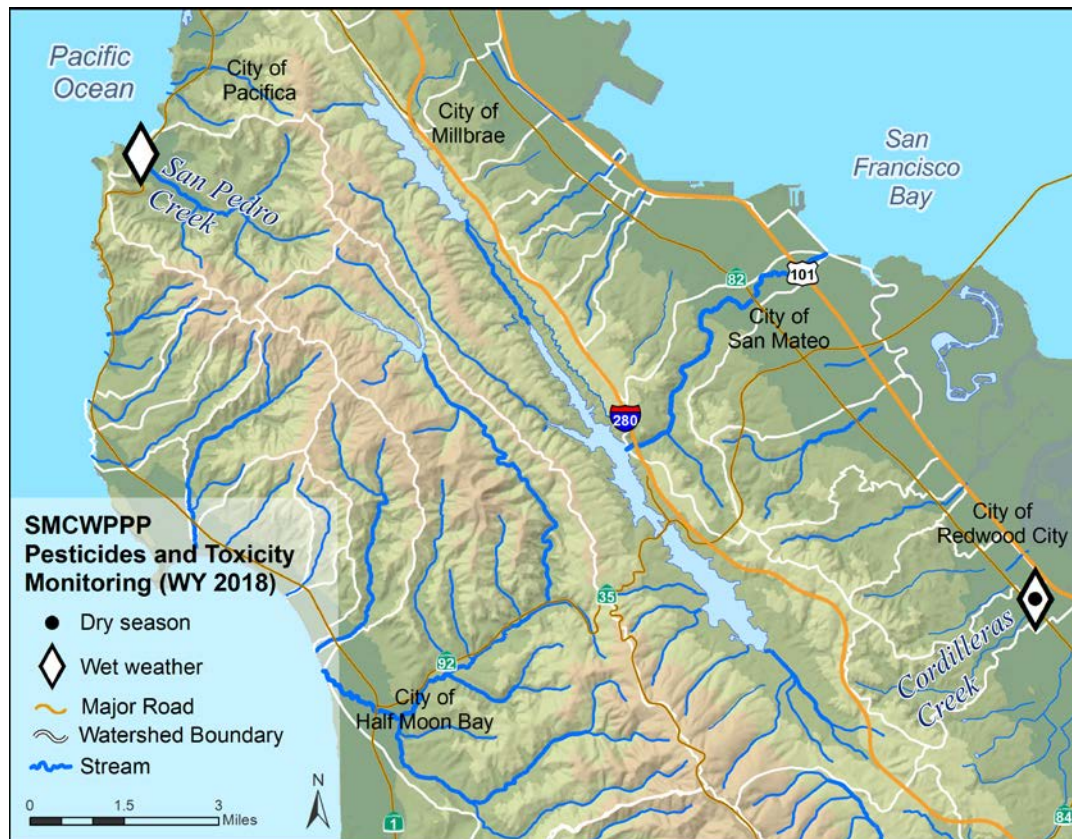 Pacific
Ocean
City of
Pacifica
City of
Millbrae
San
Francisco
Bay
San Pedro
Creek
82
101
City of
San Mateo
280
City of
Redwood City
SMCWPPP
Pesticides and Toxicity
Monitoring (WY 2018)
Dry season
Wet weather
Major Road
Watershed Boundary
Stream
0 1.5 3
Miles
N
35
92
City of
Half Moon Bay
Cordilleras
Creek
1
84